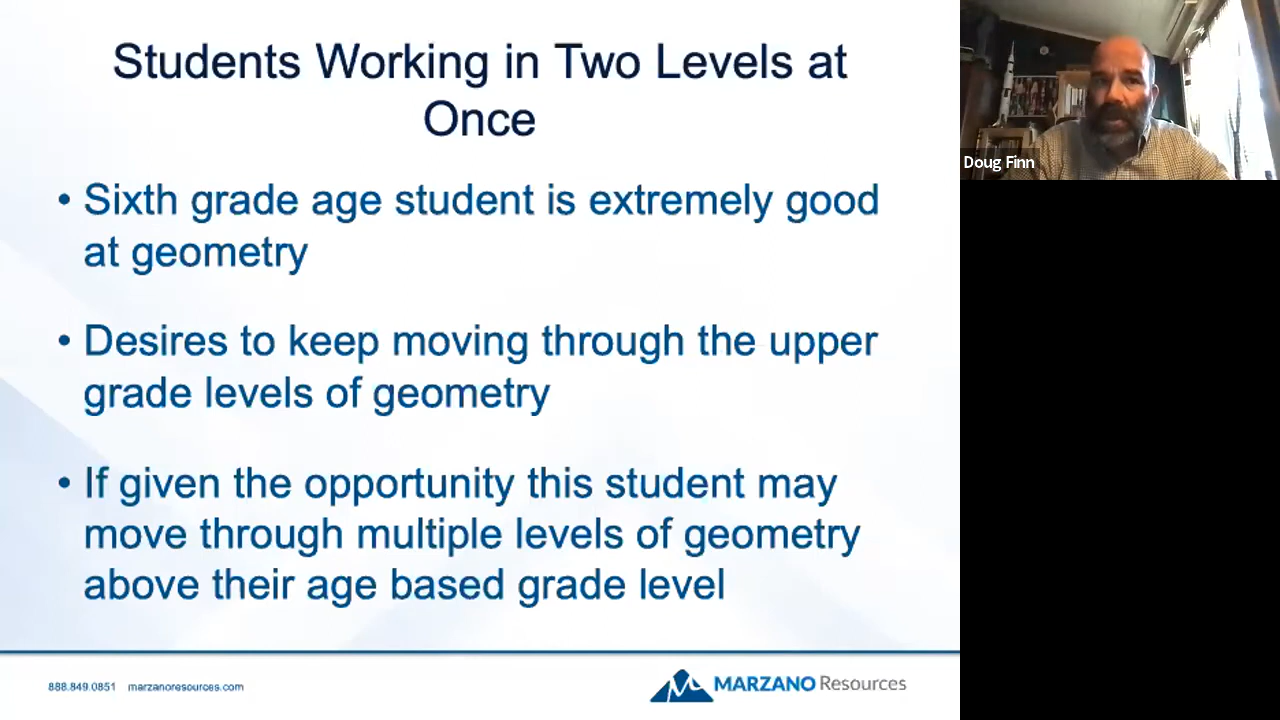 Students Working in Two Levels at
Once
• Sixth grade age student is extremely good
at geometry
• Desires to keep moving through the upper
grade levels of geometry
• If given the opportunity this student may
move through multiple levels of geometry
above their age based grade level
888.849.0851 marzanoresources.com
MARZANO Resources
Doug Finn